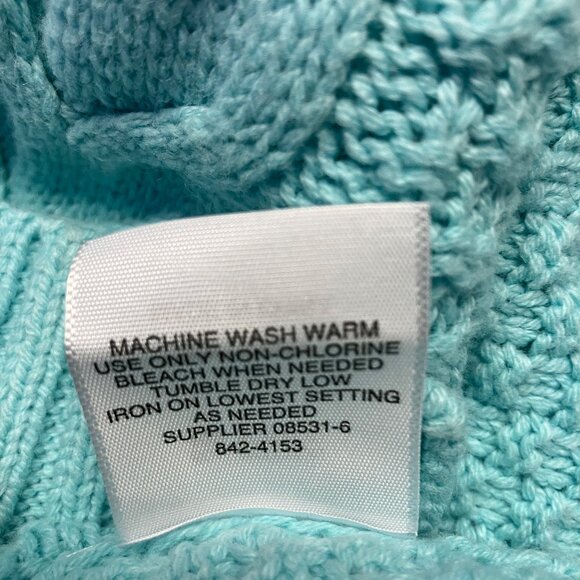 MACHINE WASH WARM
USE ONLY NON-CHLORINE
BLEACH WHEN NEEDED
TUMBLE DRY LOW
IRON ON LOWEST SETTING
AS NEEDED
SUPPLIER 08531-6
842-4153